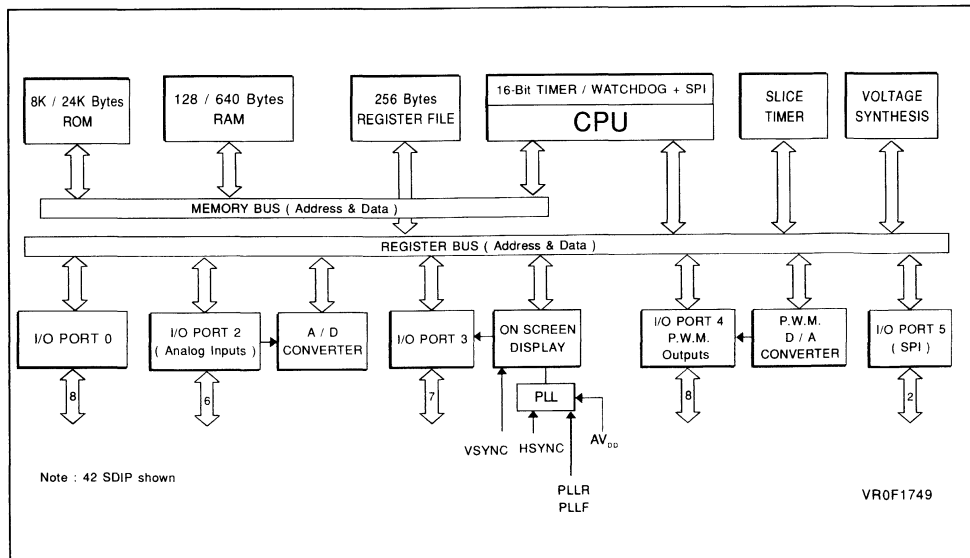 8K / 24K Bytes
ROM
128 / 640 Bytes
RAM
256 Bytes
REGISTER FILE
16-Bit TIMER / WATCHDOG + SPI
CPU
SLICE
TIMER
VOLTAGE
SYNTHESIS
MEMORY BUS ( Address & Data )
REGISTER BUS ( Address & Data )
I/O PORT 0
I/O PORT 2
( Analog Inputs )
A / D
CONVERTER
I/O PORT 3
ON SCREEN
DISPLAY
I/O PORT 4
P.W.M.
Outputs
P.W.M.
D / A
CONVERTER
I/O PORT 5
( SPI )
PLL
8
6
7
8
2
VSYNC
HSYNC
AVDD
PLLR
PLLF
Note : 42 SDIP shown
VR0F1749